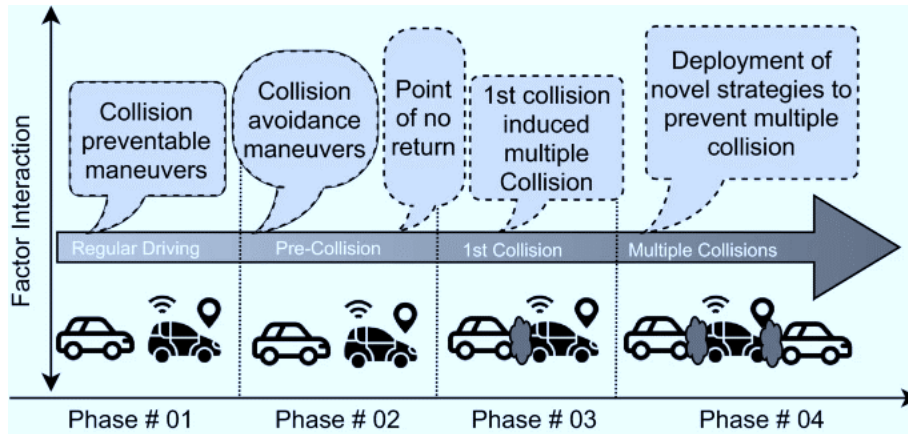 Factor Interaction
Collision
preventable
maneuvers
Collision
avoidance
maneuvers
Point
of no
return
1st collision
induced
multiple
Collision
Deployment of
novel strategies to
prevent multiple
collision
Regular Driving
Pre-Collision
1st Collision
Multiple Collisions
Phase # 01
Phase # 02
Phase # 03
Phase # 04